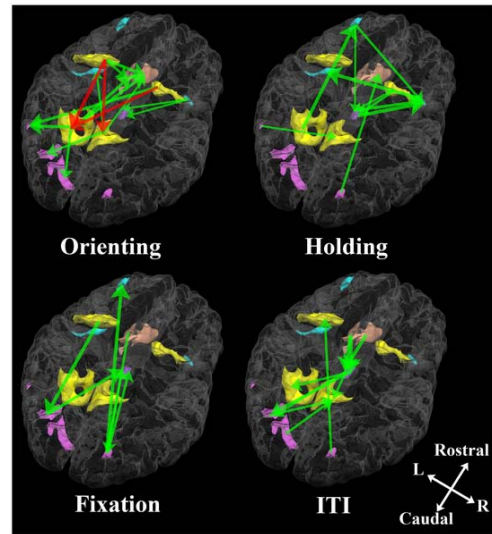 Orienting
Holding
Fixation
ITI
Rostral
L
R
Caudal